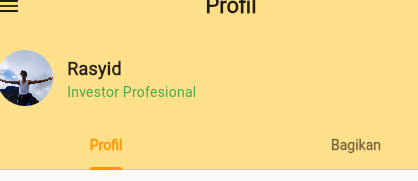 Profil
Rasyid
Investor Profesional
Profil Bagikan